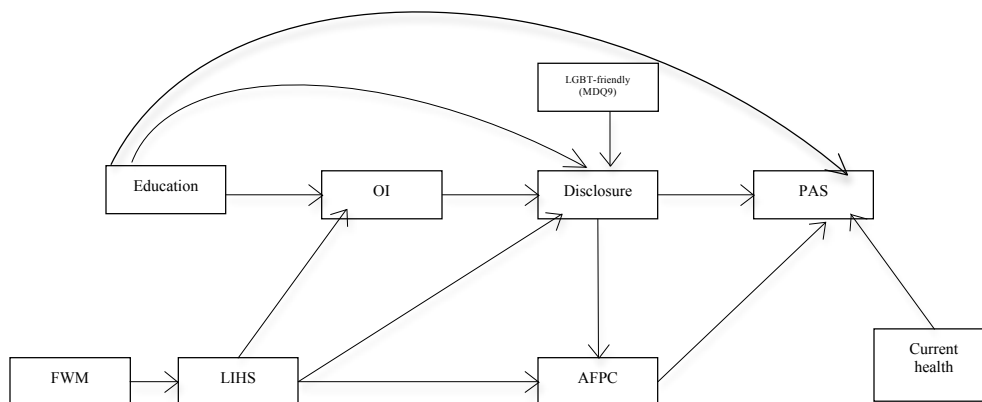 LGBT-friendly
(MDQ9)
Education
OI
Disclosure
PAS
FWM
LIHS
AFPC
Current
health